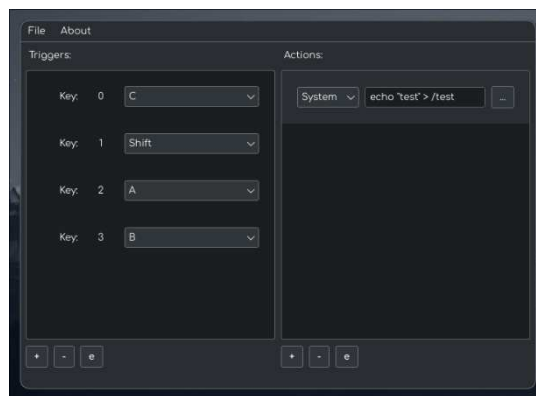 File About
Triggers: Actions:
Key: 0 C System echo "test" > /test ...
Key: 1 Shift
Key: 2 A
Key: 3 B
+ - e + - e